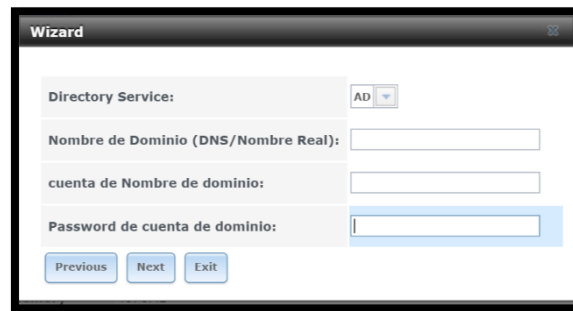 Wizard
Directory Service: AD
Nombre de Dominio (DNS/Nombre Real):
cuenta de Nombre de dominio:
Password de cuenta de dominio:
Previous Next Exit